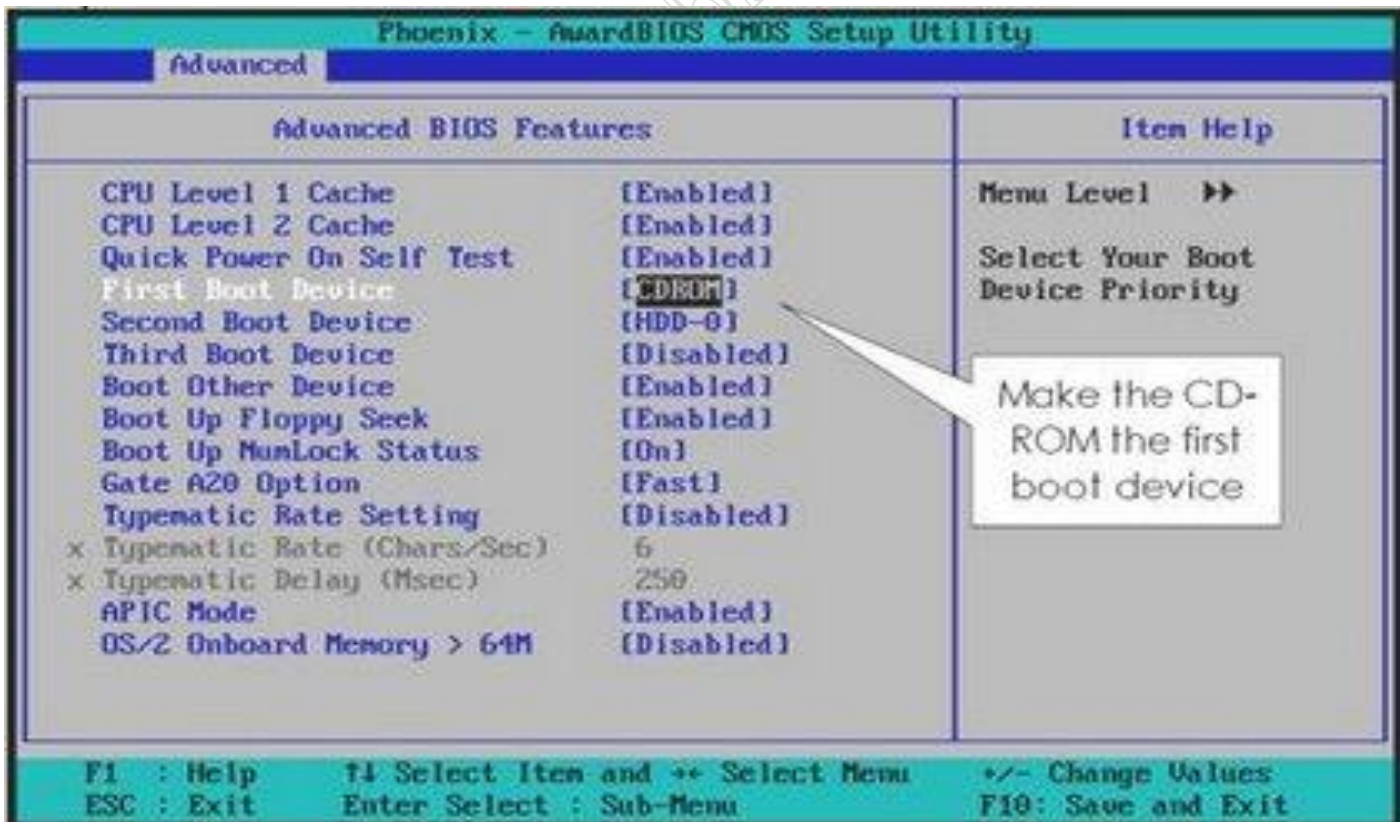 Phoenix - AwardBIOS CMOS Setup Utility
Advanced
Advanced BIOS Features
Item Help
CPU Level 1 Cache [Enabled]
CPU Level 2 Cache [Enabled]
Quick Power On Self Test [Enabled]
First Boot Device [CDROM]
Second Boot Device [HDD-0]
Third Boot Device [Disabled]
Boot Other Device [Enabled]
Boot Up Floppy Seek [Enabled]
Boot Up NumLock Status [On]
Gate A20 Option [Fast]
Typematic Rate Setting [Disabled]
x Typematic Rate (Chars/Sec) 6
x Typematic Delay (Msec) 250
APIC Mode [Enabled]
OS/2 Onboard Memory > 64M [Disabled]
Menu Level ▶▶
Select Your Boot
Device Priority
Make the CD-
ROM the first
boot device
F1 : Help ↑↓ Select Item and →← Select Menu +/- Change Values
ESC : Exit Enter Select : Sub-Menu F10: Save and Exit